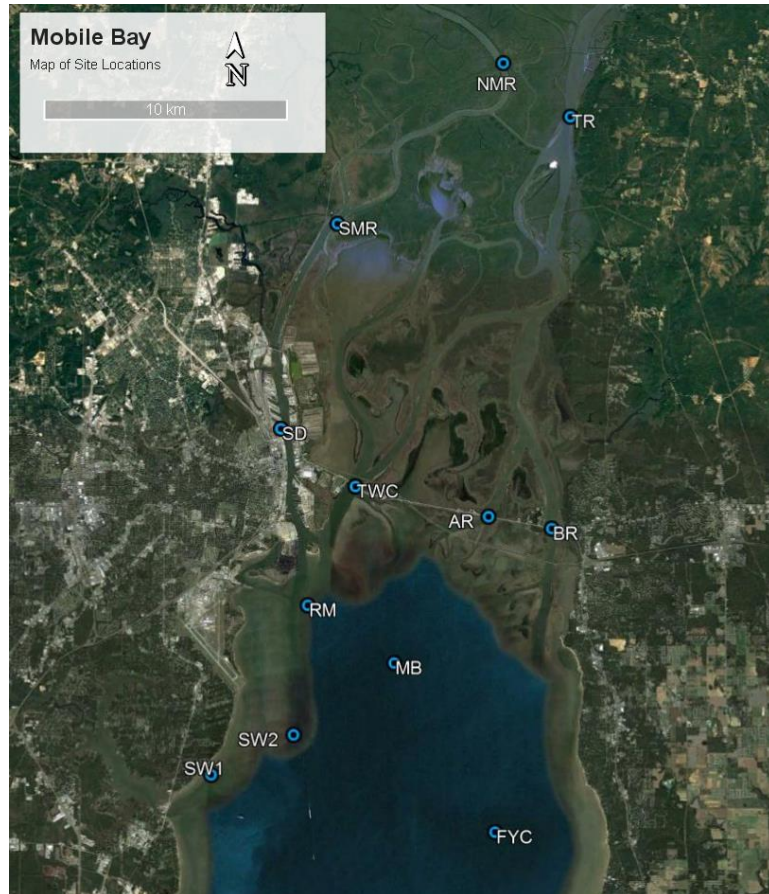 Mobile Bay
Map of Site Locations
N
10 km
NMR
TR
SMR
SD
TWC
AR
BR
RM
MB
SW2
SW1
FYC